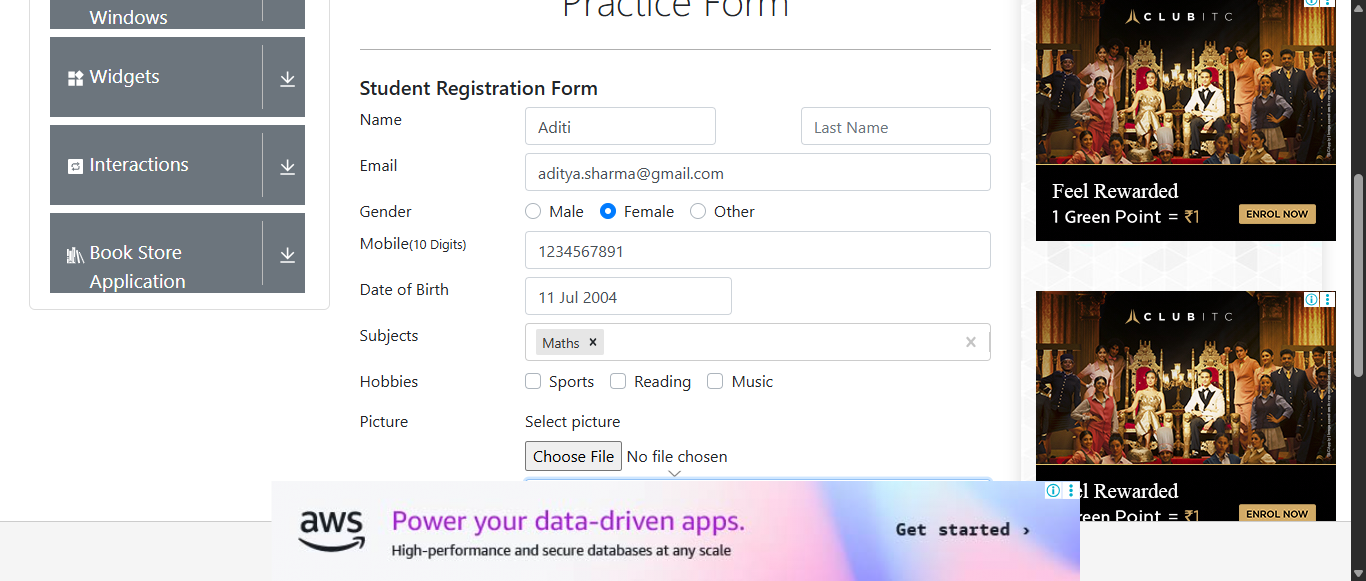 Windows
Widgets
Interactions
Book Store
Application
Practice Form
Student Registration Form
Name
Aditi
Last Name
Email
aditya.sharma@gmail.com
Gender
Male Female Other
Mobile(10 Digits)
1234567891
Date of Birth
11 Jul 2004
Subjects
Maths ×
Hobbies
Sports Reading Music
Picture
Select picture
Choose File No file chosen
CLUB ITC
Feel Rewarded
1 Green Point = ₹1
ENROL NOW
CLUB ITC
el Rewarded
reen Point = ₹1
ENROL NOW
aws
Power your data-driven apps.
High-performance and secure databases at any scale
Get started ›